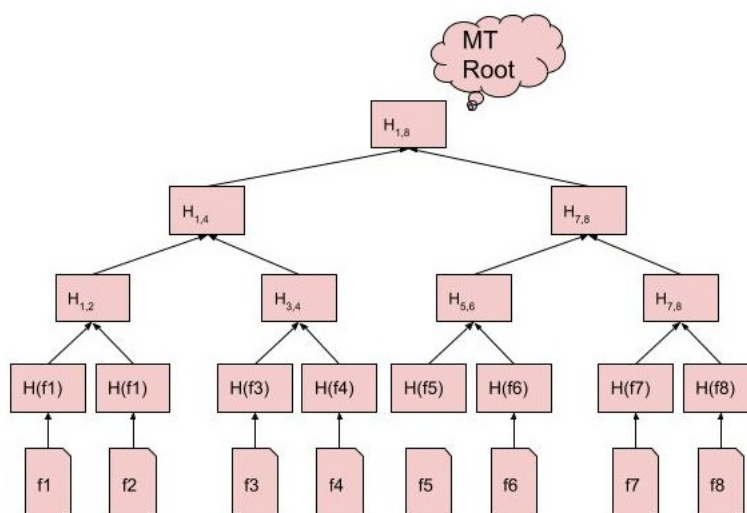 MT
Root
H1,8
H1,4
H7,8
H1,2
H3,4
H5,6
H7,8
H(f1)
H(f1)
H(f3)
H(f4)
H(f5)
H(f6)
H(f7)
H(f8)
f1
f2
f3
f4
f5
f6
f7
f8